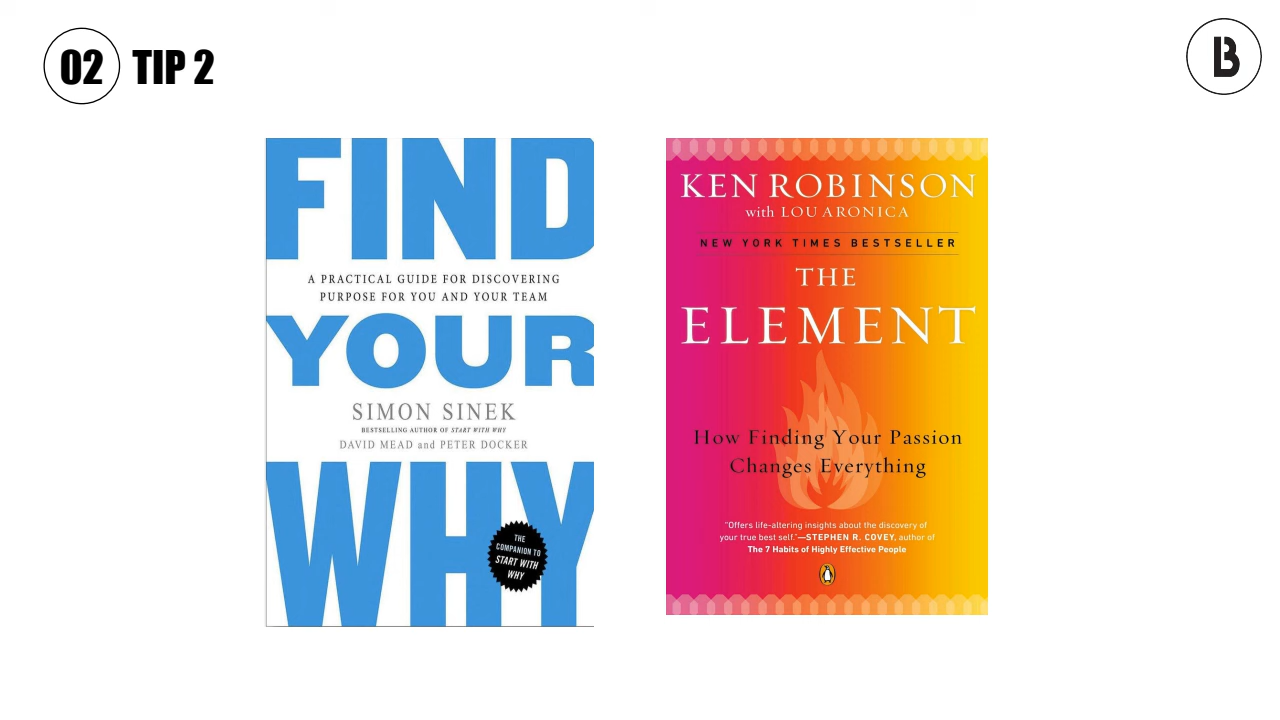 02 TIP 2
B
FIND
A PRACTICAL GUIDE FOR DISCOVERING
PURPOSE FOR YOU AND YOUR TEAM
YOUR
SIMON SINEK
BESTSELLING AUTHOR OF START WITH WHY
DAVID MEAD and PETER DOCKER
WHY
THE
COMPANION TO
START WITH
WHY
KEN ROBINSON
with LOU ARONICA
NEW YORK TIMES BESTSELLER
THE
ELEMENT
How Finding Your Passion
Changes Everything
"Offers life-altering insights about the discovery of
your true best self."—STEPHEN R. COVEY, author of
The 7 Habits of Highly Effective People